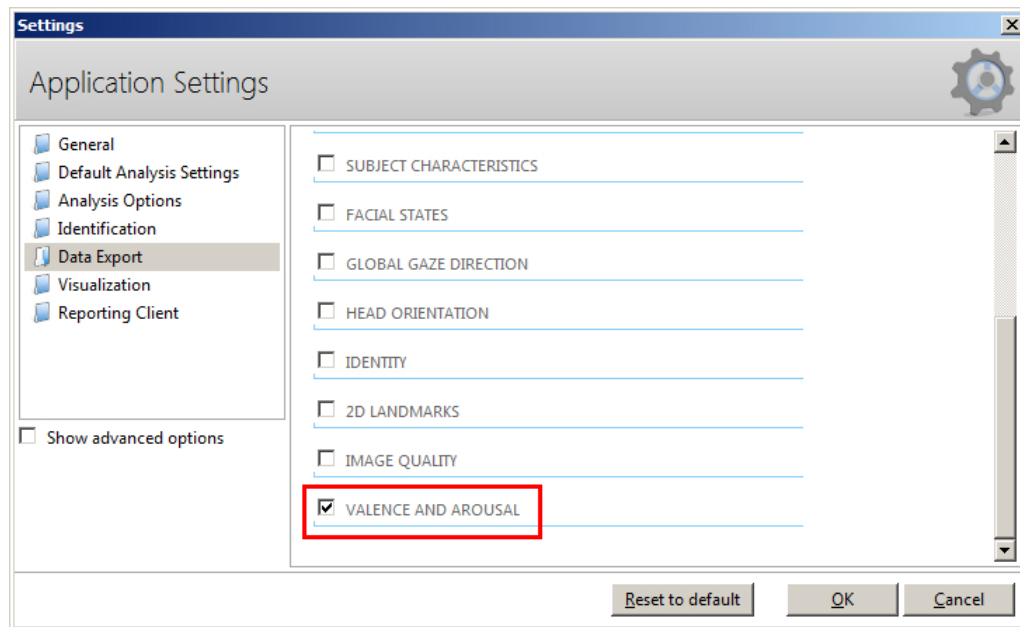 Settings
Application Settings
General
Default Analysis Settings
Analysis Options
Identification
Data Export
Visualization
Reporting Client
Show advanced options
SUBJECT CHARACTERISTICS
FACIAL STATES
GLOBAL GAZE DIRECTION
HEAD ORIENTATION
IDENTITY
2D LANDMARKS
IMAGE QUALITY
VALENCE AND AROUSAL
Reset to default
OK
Cancel